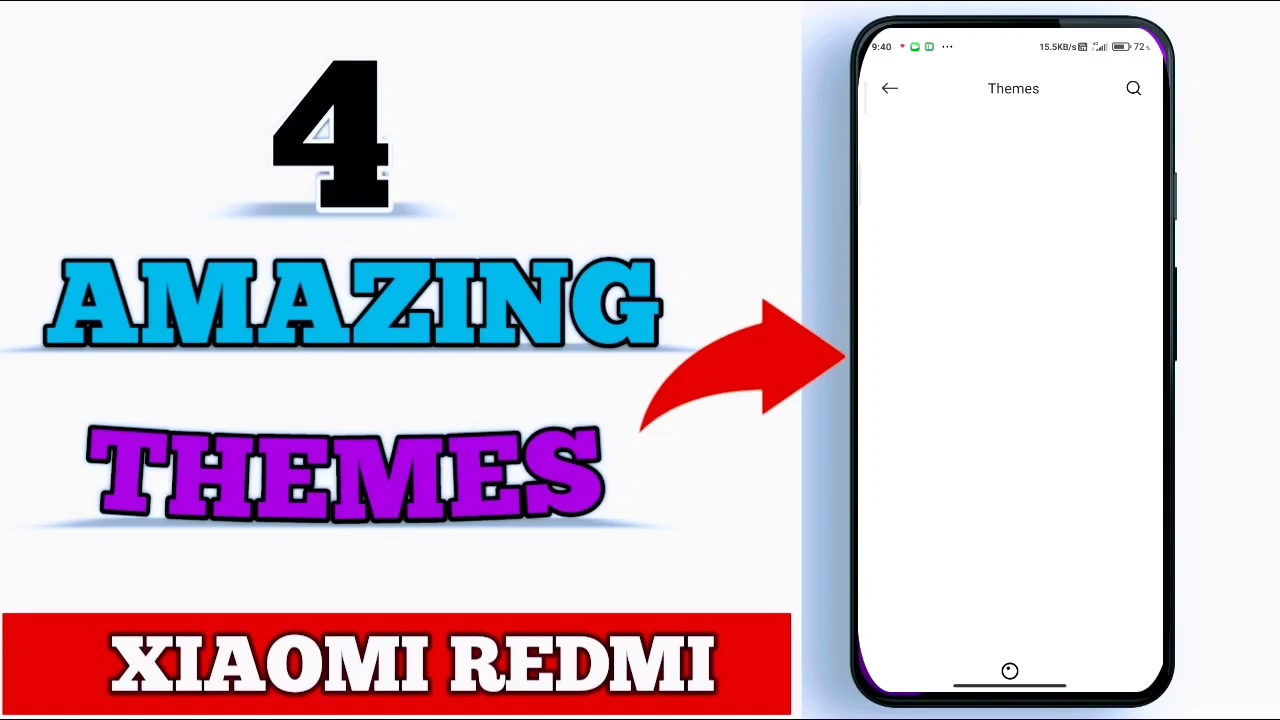 4
AMAZING
THEMES
XIAOMI REDMI
9:40 ... 15.5KB/s 72%
Themes